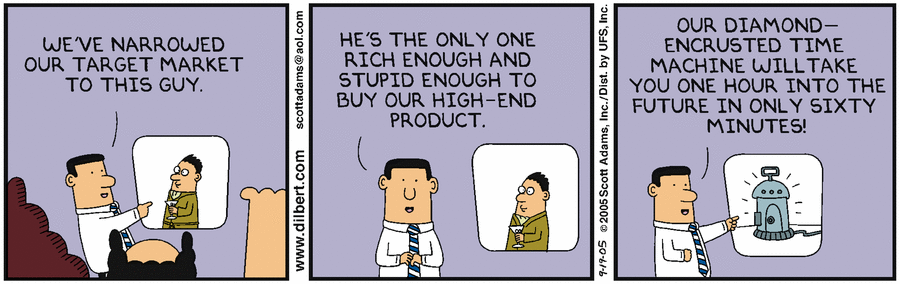 WE'VE NARROWED
OUR TARGET MARKET
TO THIS GUY.
www.dilbert.com
scottadams@aol.com
HE'S THE ONLY ONE
RICH ENOUGH AND
STUPID ENOUGH TO
BUY OUR HIGH-END
PRODUCT.
9-19-05 ©2005 Scott Adams, Inc./Dist. by UFS, Inc.
OUR DIAMOND-
ENCRUSTED TIME
MACHINE WILL TAKE
YOU ONE HOUR INTO THE
FUTURE IN ONLY SIXTY
MINUTES!